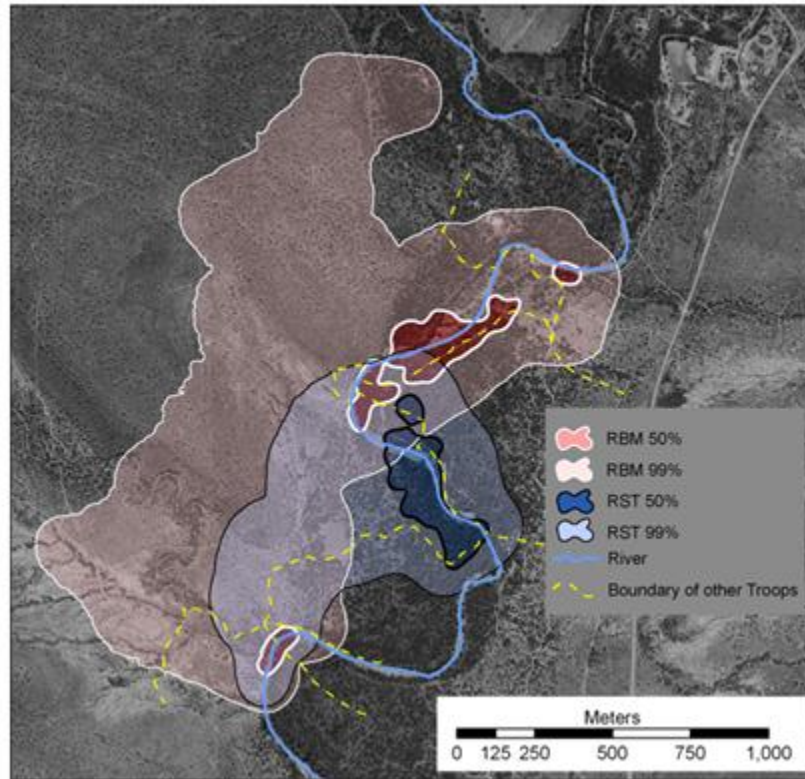 RBM 50%
RBM 99%
RST 50%
RST 99%
River
Boundary of other Troops
Meters
0 125 250 500 750 1,000